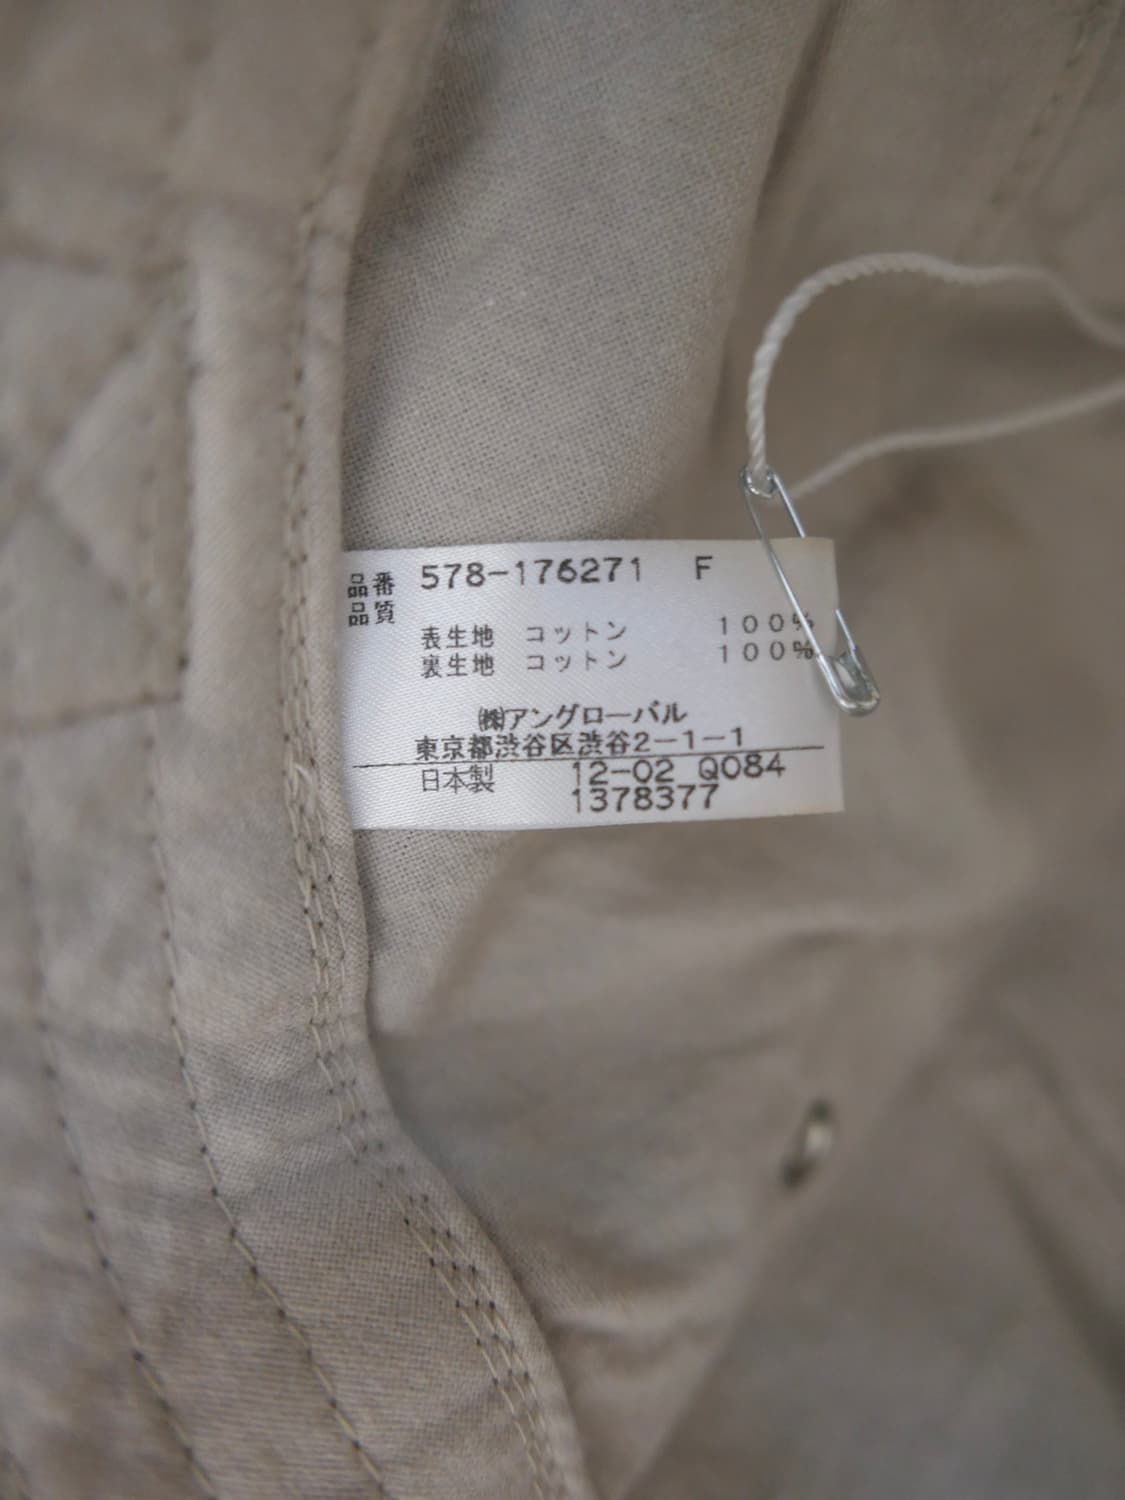 品番 578-176271 F
品質
表生地 コットン 100%
裏生地 コットン 100%
㈱アングローバル
東京都渋谷区渋谷2-1-1
日本製 12-02 Q084
1378377